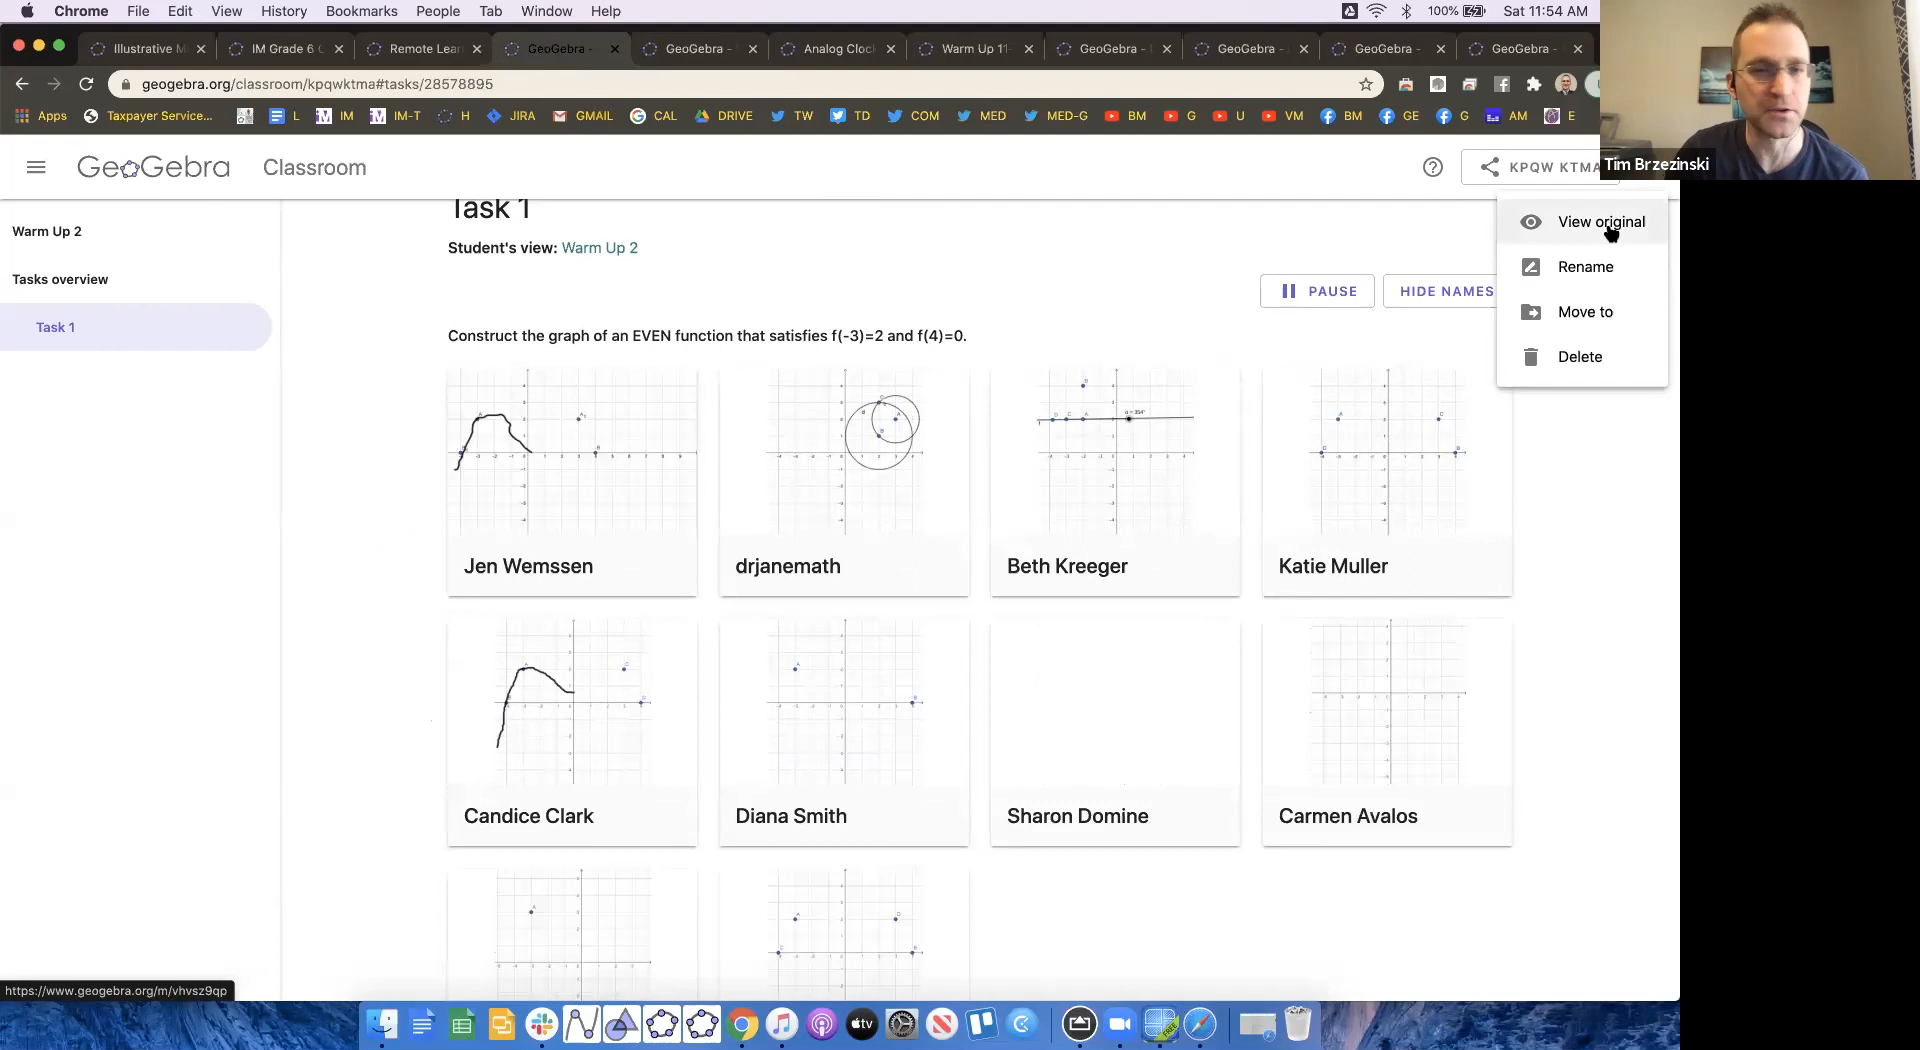 Chrome File Edit View History Bookmarks People Tab Window Help 100% Sat 11:54 AM
Illustrative M IM Grade 6 Remote Lear GeoGebra - GeoGebra - Analog Cloc Warm Up 11- GeoGebra - GeoGebra - GeoGebra - GeoGebra -
geogebra.org/classroom/kpqwktma#tasks/28578895
Apps Taxpayer Service... L IM IM-T H JIRA GMAIL CAL DRIVE TW TD COM MED MED-G BM G U VM BM GE G AM E
GeoGebra Classroom KPQW KTMA
Tim Brzezinski
View original
Rename
Move to
Delete
Warm Up 2
Tasks overview
Task 1
Task 1
Student's view: Warm Up 2
PAUSE HIDE NAMES
Construct the graph of an EVEN function that satisfies f(-3)=2 and f(4)=0.
Jen Wemssen drjanemath Beth Kreeger Katie Muller
Candice Clark Diana Smith Sharon Domine Carmen Avalos
https://www.geogebra.org/m/vhvsz9qp
tv
FREE